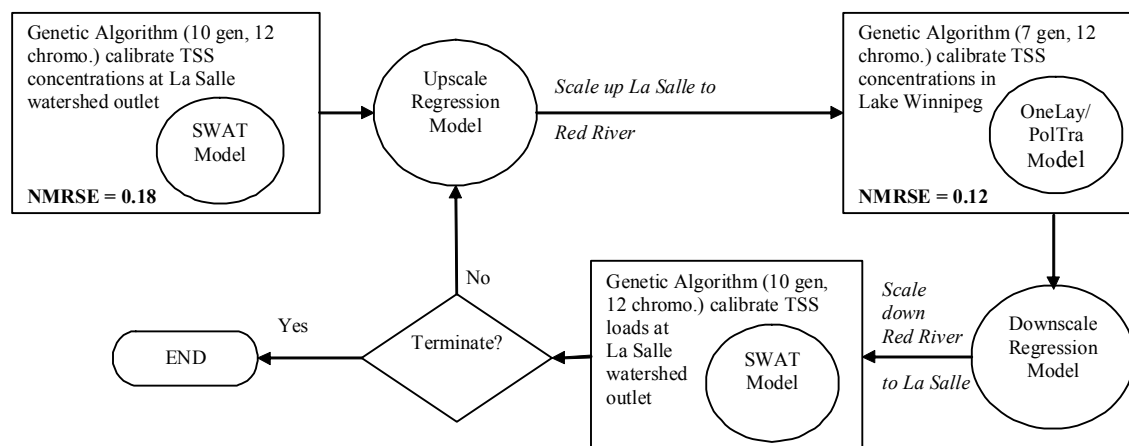 Genetic Algorithm (10 gen, 12
chromo.) calibrate TSS
concentrations at La Salle
watershed outlet
SWAT
Model
NMRSE = 0.18
Upscale
Regression
Model
Scale up La Salle to
Red River
Genetic Algorithm (7 gen, 12
chromo.) calibrate TSS
concentrations in
Lake Winnipeg
OneLay/
PolTra
Model
NMRSE = 0.12
Downscale
Regression
Model
Scale
down
Red River
to La Salle
Genetic Algorithm (10 gen,
12 chromo.) calibrate TSS
loads at
La Salle
watershed
outlet
SWAT
Model
Terminate?
No
Yes
END